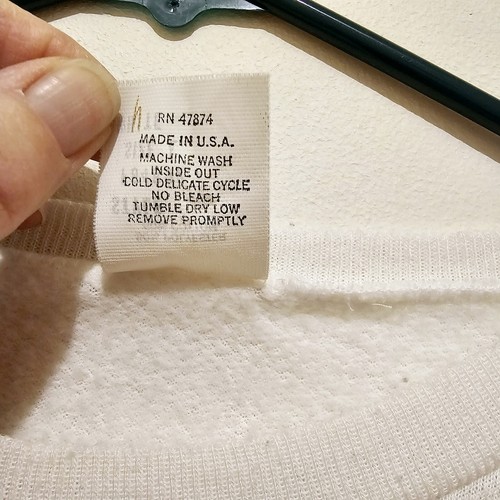 RN 47874
MADE IN U.S.A.
MACHINE WASH
INSIDE OUT
COLD DELICATE CYCLE
NO BLEACH
TUMBLE DRY LOW
REMOVE PROMPTLY